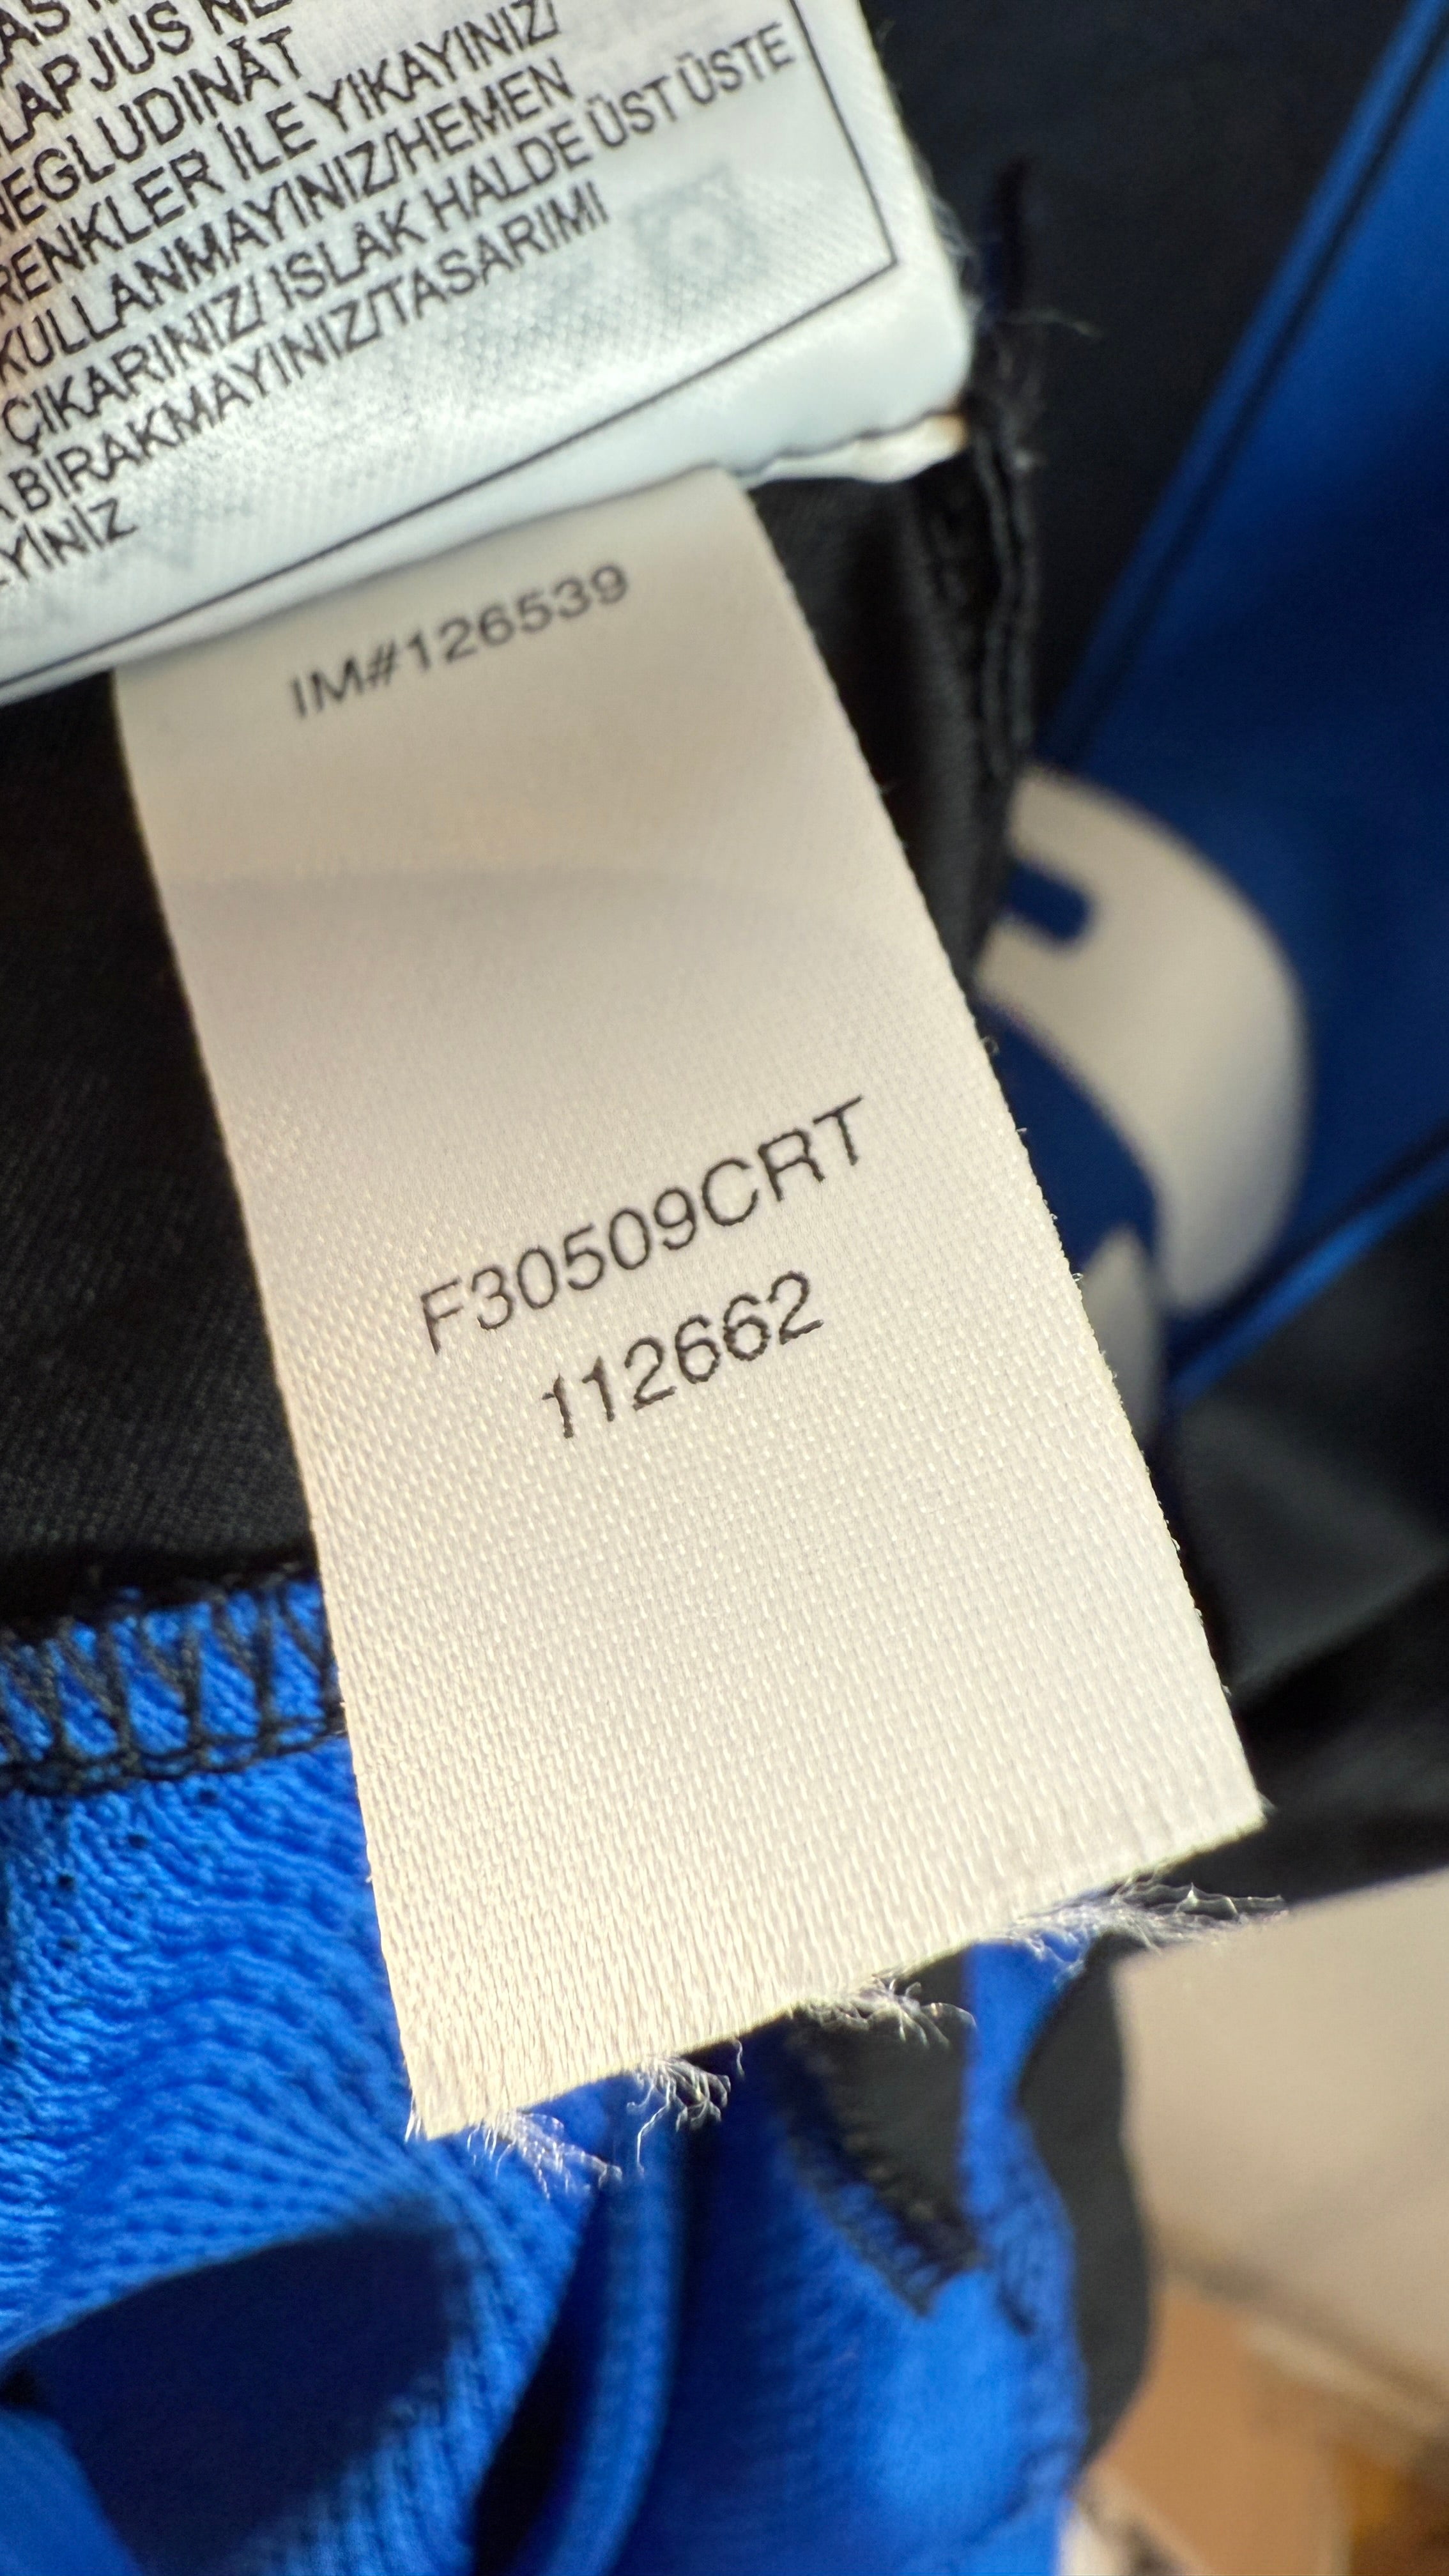 LAPJUS NE
NEGLUDINĀT
RENKLER İLE YIKAYINIZ/
KULLANMAYINIZ/HEMEN
ÇIKARINIZ/ ISLAK HALDE ÜST ÜSTE
BIRAKMAYINIZ/TASARIMI
IM#126539
F30509CRT
112662